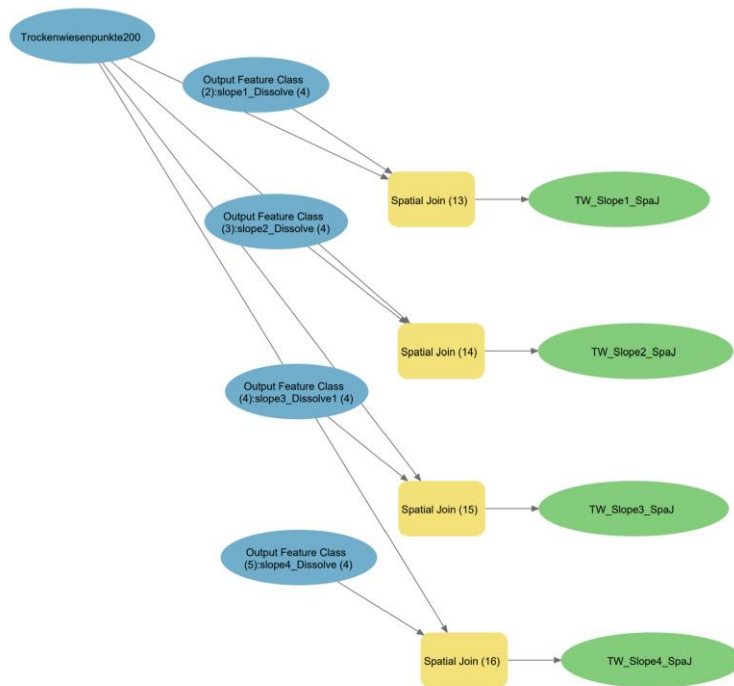 Trockenwiesenpunkte200
Output Feature Class
(2):slope1_Dissolve (4)
Spatial Join (13)
TW_Slope1_SpaJ
Output Feature Class
(3):slope2_Dissolve (4)
Spatial Join (14)
TW_Slope2_SpaJ
Output Feature Class
(4):slope3_Dissolve1 (4)
Spatial Join (15)
TW_Slope3_SpaJ
Output Feature Class
(5):slope4_Dissolve (4)
Spatial Join (16)
TW_Slope4_SpaJ